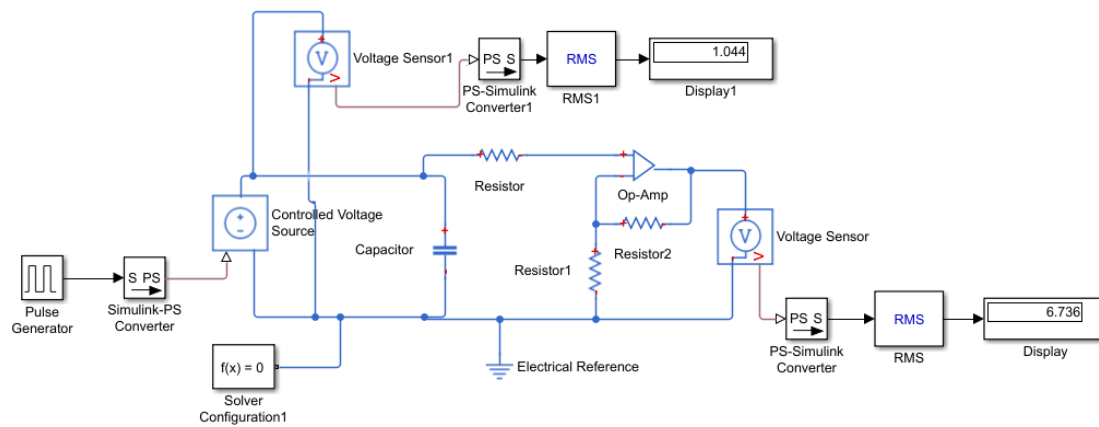 V
Voltage Sensor1
PS S
PS-Simulink
Converter1
RMS
RMS1
1.044
Display1
Resistor
Op-Amp
Controlled Voltage
Source
Capacitor
Resistor1
Resistor2
V
Voltage Sensor
Pulse
Generator
S PS
Simulink-PS
Converter
f(x) = 0
Solver
Configuration1
Electrical Reference
PS S
PS-Simulink
Converter
RMS
RMS
6.736
Display